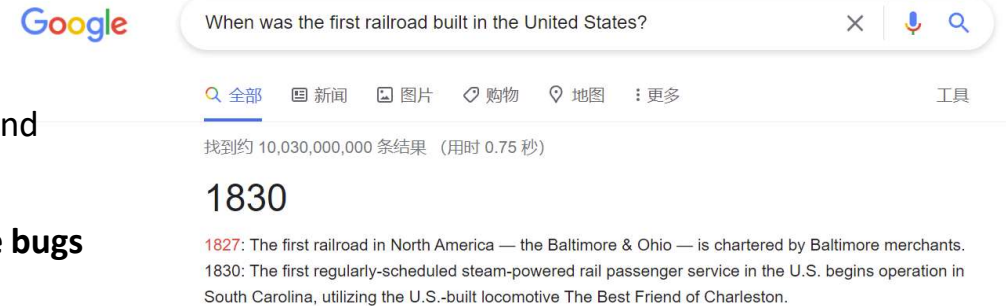 Google
When was the first railroad built in the United States?
全部 新闻 图片 购物 地图 更多 工具
nd
找到约 10,030,000,000 条结果 （用时 0.75 秒）
1830
bugs
1827: The first railroad in North America — the Baltimore & Ohio — is chartered by Baltimore merchants.
1830: The first regularly-scheduled steam-powered rail passenger service in the U.S. begins operation in
South Carolina, utilizing the U.S.-built locomotive The Best Friend of Charleston.